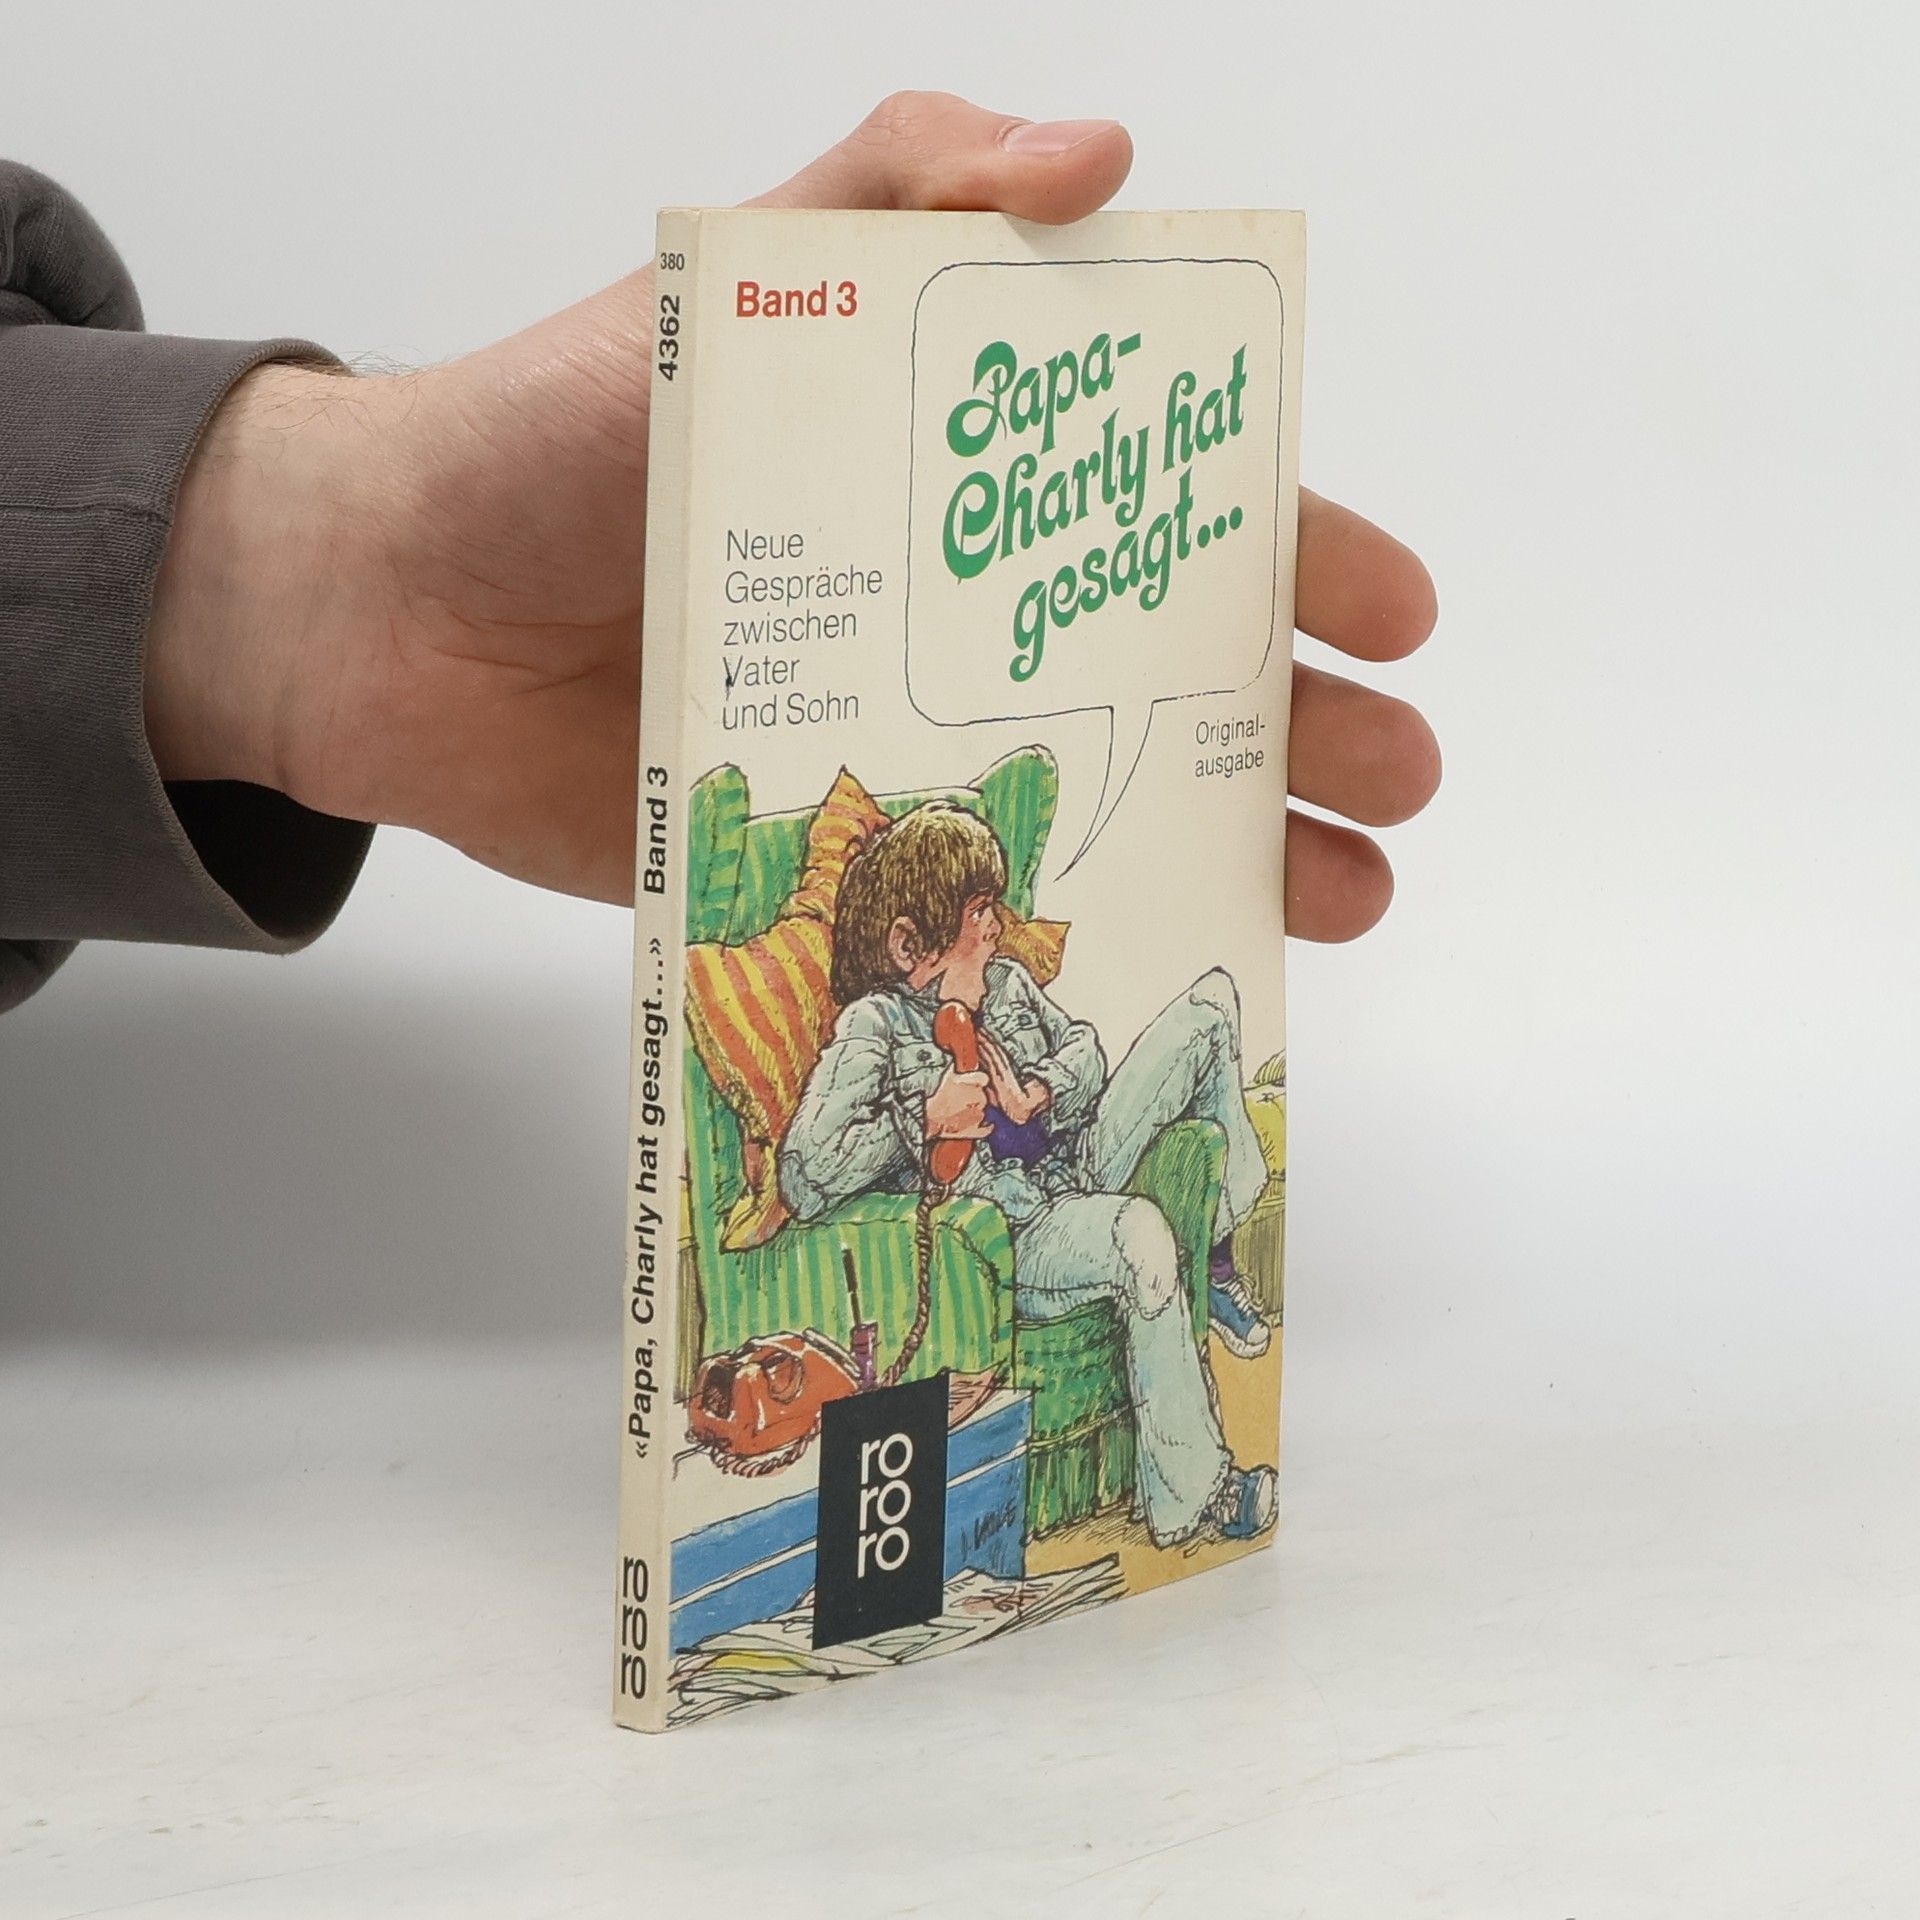 380
4362
«Papa, Charly hat gesagt...» Band 3
ro
ro
ro
Band 3
Papa-
Charly hat
gesagt...
Neue
Gespräche
zwischen
Vater
und Sohn
Original-
ausgabe
ro
ro
ro